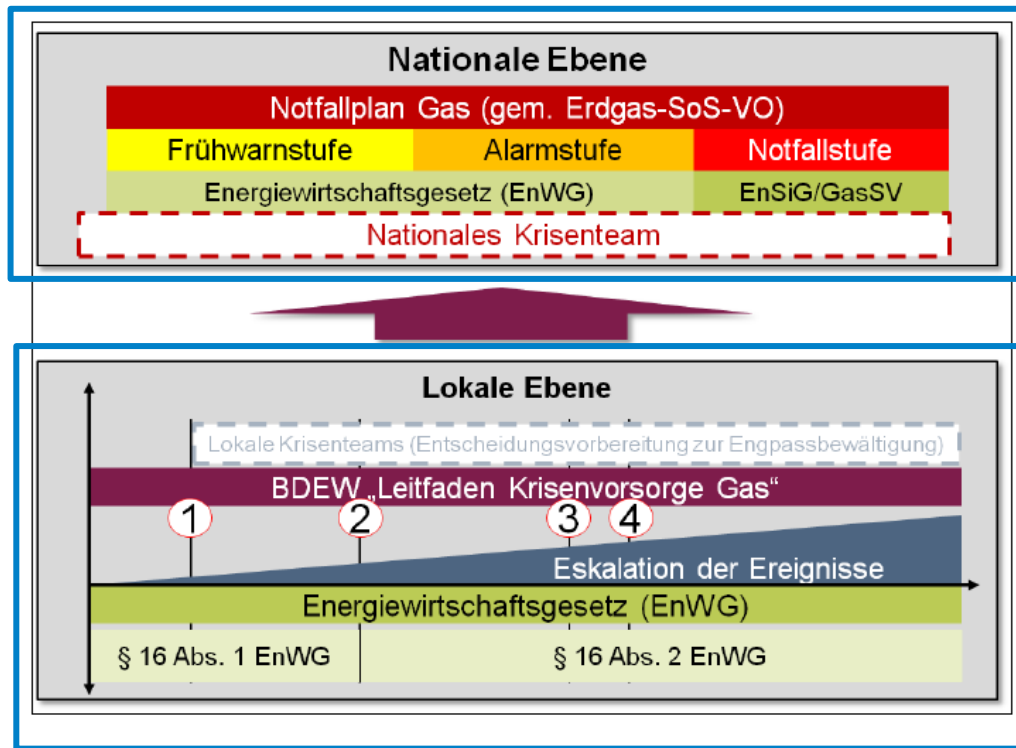 Nationale Ebene
Notfallplan Gas (gem. Erdgas-SoS-VO)
Frühwarnstufe Alarmstufe Notfallstufe
Energiewirtschaftsgesetz (EnWG) EnSiG/GasSV
Nationales Krisenteam
Lokale Ebene
Lokale Krisenteams (Entscheidungsvorbereitung zur Engpassbewältigung)
BDEW „Leitfaden Krisenvorsorge Gas“
1 2 3 4
Eskalation der Ereignisse
Energiewirtschaftsgesetz (EnWG)
§ 16 Abs. 1 EnWG § 16 Abs. 2 EnWG